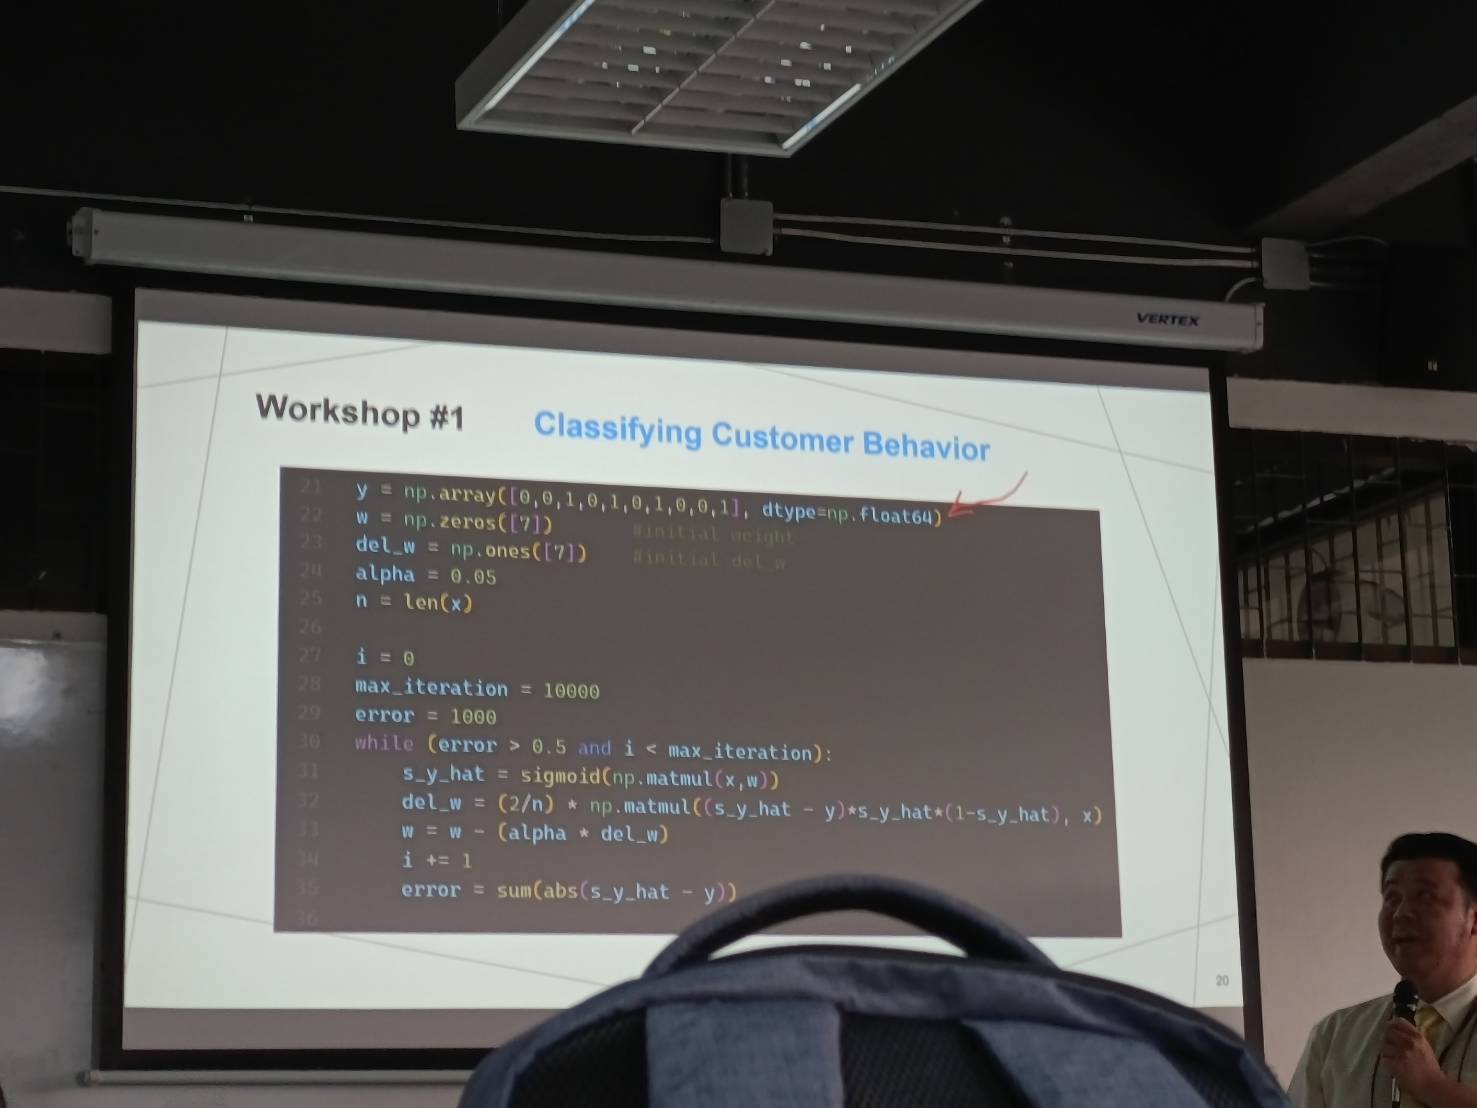 VERTEX
Workshop #1 Classifying Customer Behavior
21 y = np.array([0,0,1,0,1,0,1,0,0,1], dtype=np.float64)
22 w = np.zeros([7]) #initial weight
23 del_w = np.ones([7]) #initial del_w
24 alpha = 0.05
25 n = len(x)
26
27 i = 0
28 max_iteration = 10000
29 error = 1000
30 while (error > 0.5 and i < max_iteration):
31 s_y_hat = sigmoid(np.matmul(x,w))
32 del_w = (2/n) * np.matmul((s_y_hat - y)*s_y_hat*(1-s_y_hat), x)
33 w = w - (alpha * del_w)
34 i += 1
35 error = sum(abs(s_y_hat - y))
36
20